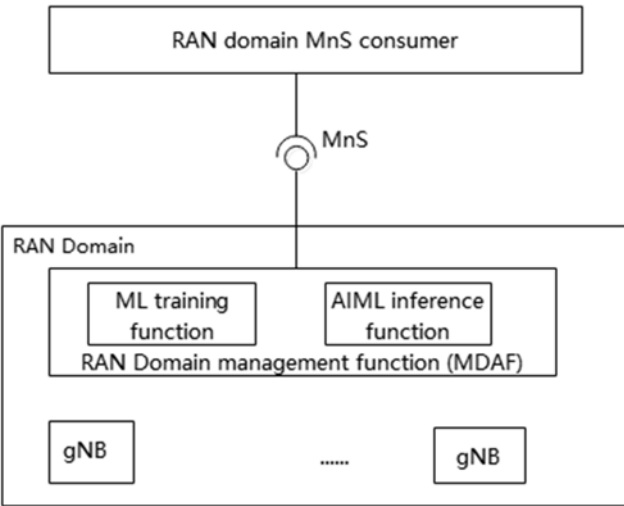 RAN domain MnS consumer
MnS
RAN Domain
ML training
function
AIML inference
function
RAN Domain management function (MDAF)
gNB
......
gNB